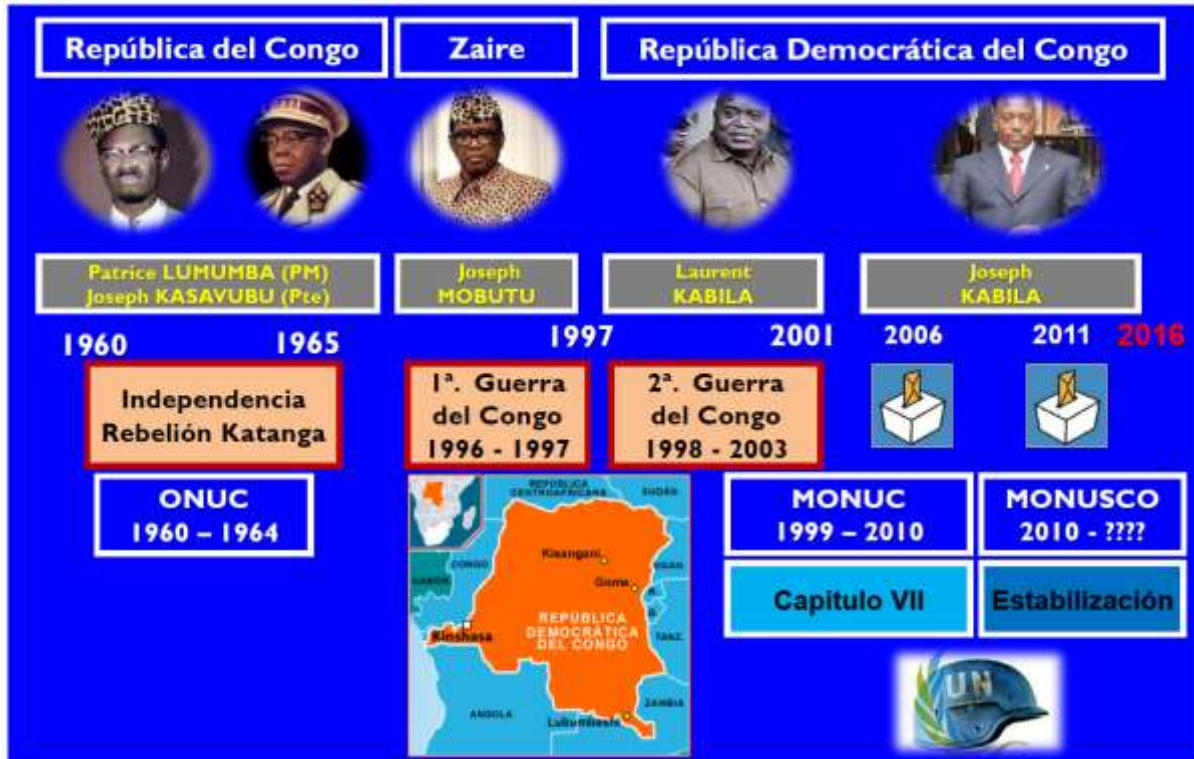 República del Congo
Zaire
República Democrática del Congo
Patrice LUMUMBA (PM)
Joseph KASAVUBU (Pte)
Joseph
MOBUTU
Laurent
KABILA
Joseph
KABILA
1960
1965
1997
2001
2006
2011
2016
Independencia
Rebelión Katanga
1ª. Guerra
del Congo
1996 - 1997
2ª. Guerra
del Congo
1998 - 2003
ONUC
1960 – 1964
MONUC
1999 – 2010
MONUSCO
2010 - ????
Capitulo VII
Estabilización
REPÚBLICA
CENTROAFRICANA
SUDÁN
CONGO
GABÓN
Kisangani
Goma
REPÚBLICA
DEMOCRÁTICA
DEL CONGO
Kinshasa
TANZ.
ANGOLA
ZAMBIA
Lubumbashi
UN